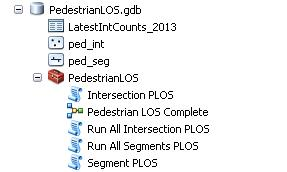 PedestrianLOS.gdb
LatestIntCounts_2013
ped_int
ped_seg
PedestrianLOS
Intersection PLOS
Pedestrian LOS Complete
Run All Intersection PLOS
Run All Segments PLOS
Segment PLOS